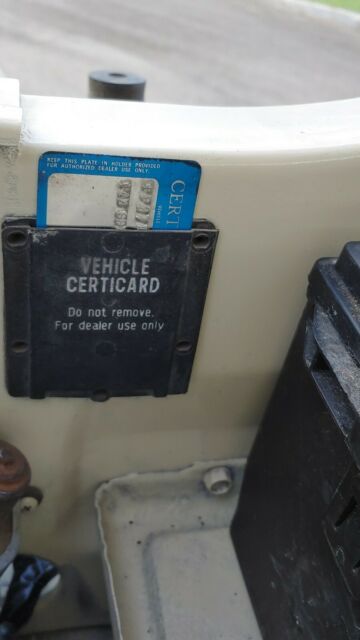 KEEP THIS PLATE IN HOLDER PROVIDED
FOR AUTHORIZED DEALER USE ONLY.
CERT
VEHICLE
VEHICLE
CERTICARD
Do not remove.
For dealer use only